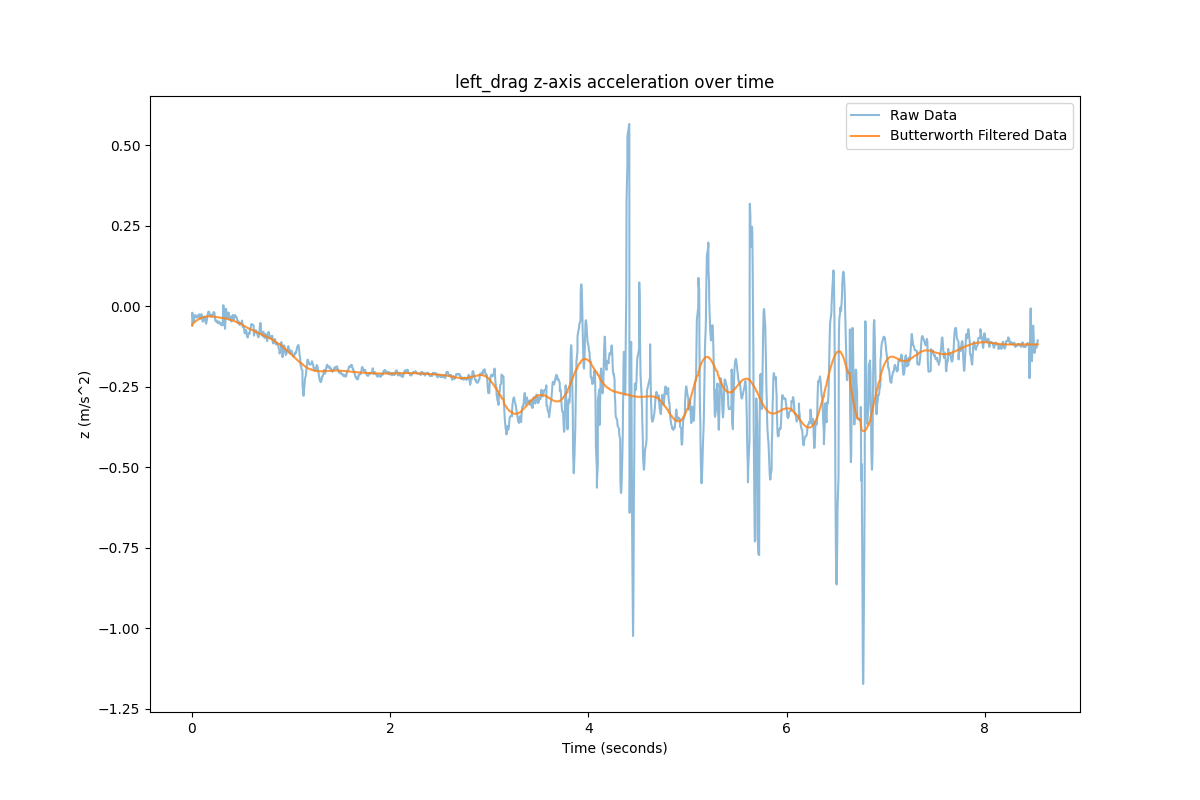 left_drag z-axis acceleration over time
Raw Data
Butterworth Filtered Data
z (m/s^2)
0.50
0.25
0.00
−0.25
−0.50
−0.75
−1.00
−1.25
0 2 4 6 8
Time (seconds)